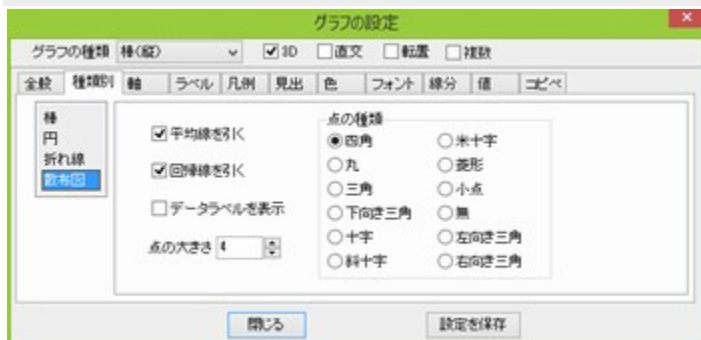 グラフの設定
グラフの種類 棒(縦) 3D 直交 転置 複数
全般 種類別 軸 ラベル 凡例 見出 色 フォント 線分 値 コピペ
棒
円
折れ線
散布図
平均線を引く
回帰線を引く
データラベルを表示
点の大きさ 4
点の種類
四角 米十字
丸 菱形
三角 小点
下向き三角 無
十字 左向き三角
斜十字 右向き三角
閉じる 設定を保存